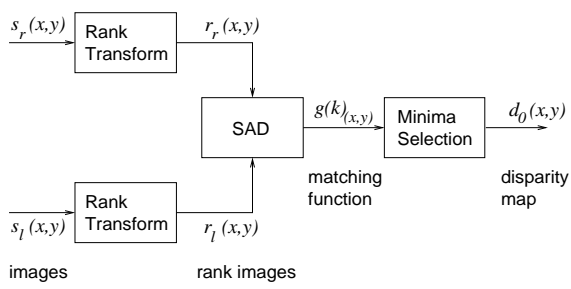 s_r(x,y)
Rank
Transform
r_r(x,y)
SAD
g(k)_(x,y)
Minima
Selection
d_0(x,y)
matching
function
disparity
map
Rank
Transform
s_l(x,y)
r_l(x,y)
images
rank images